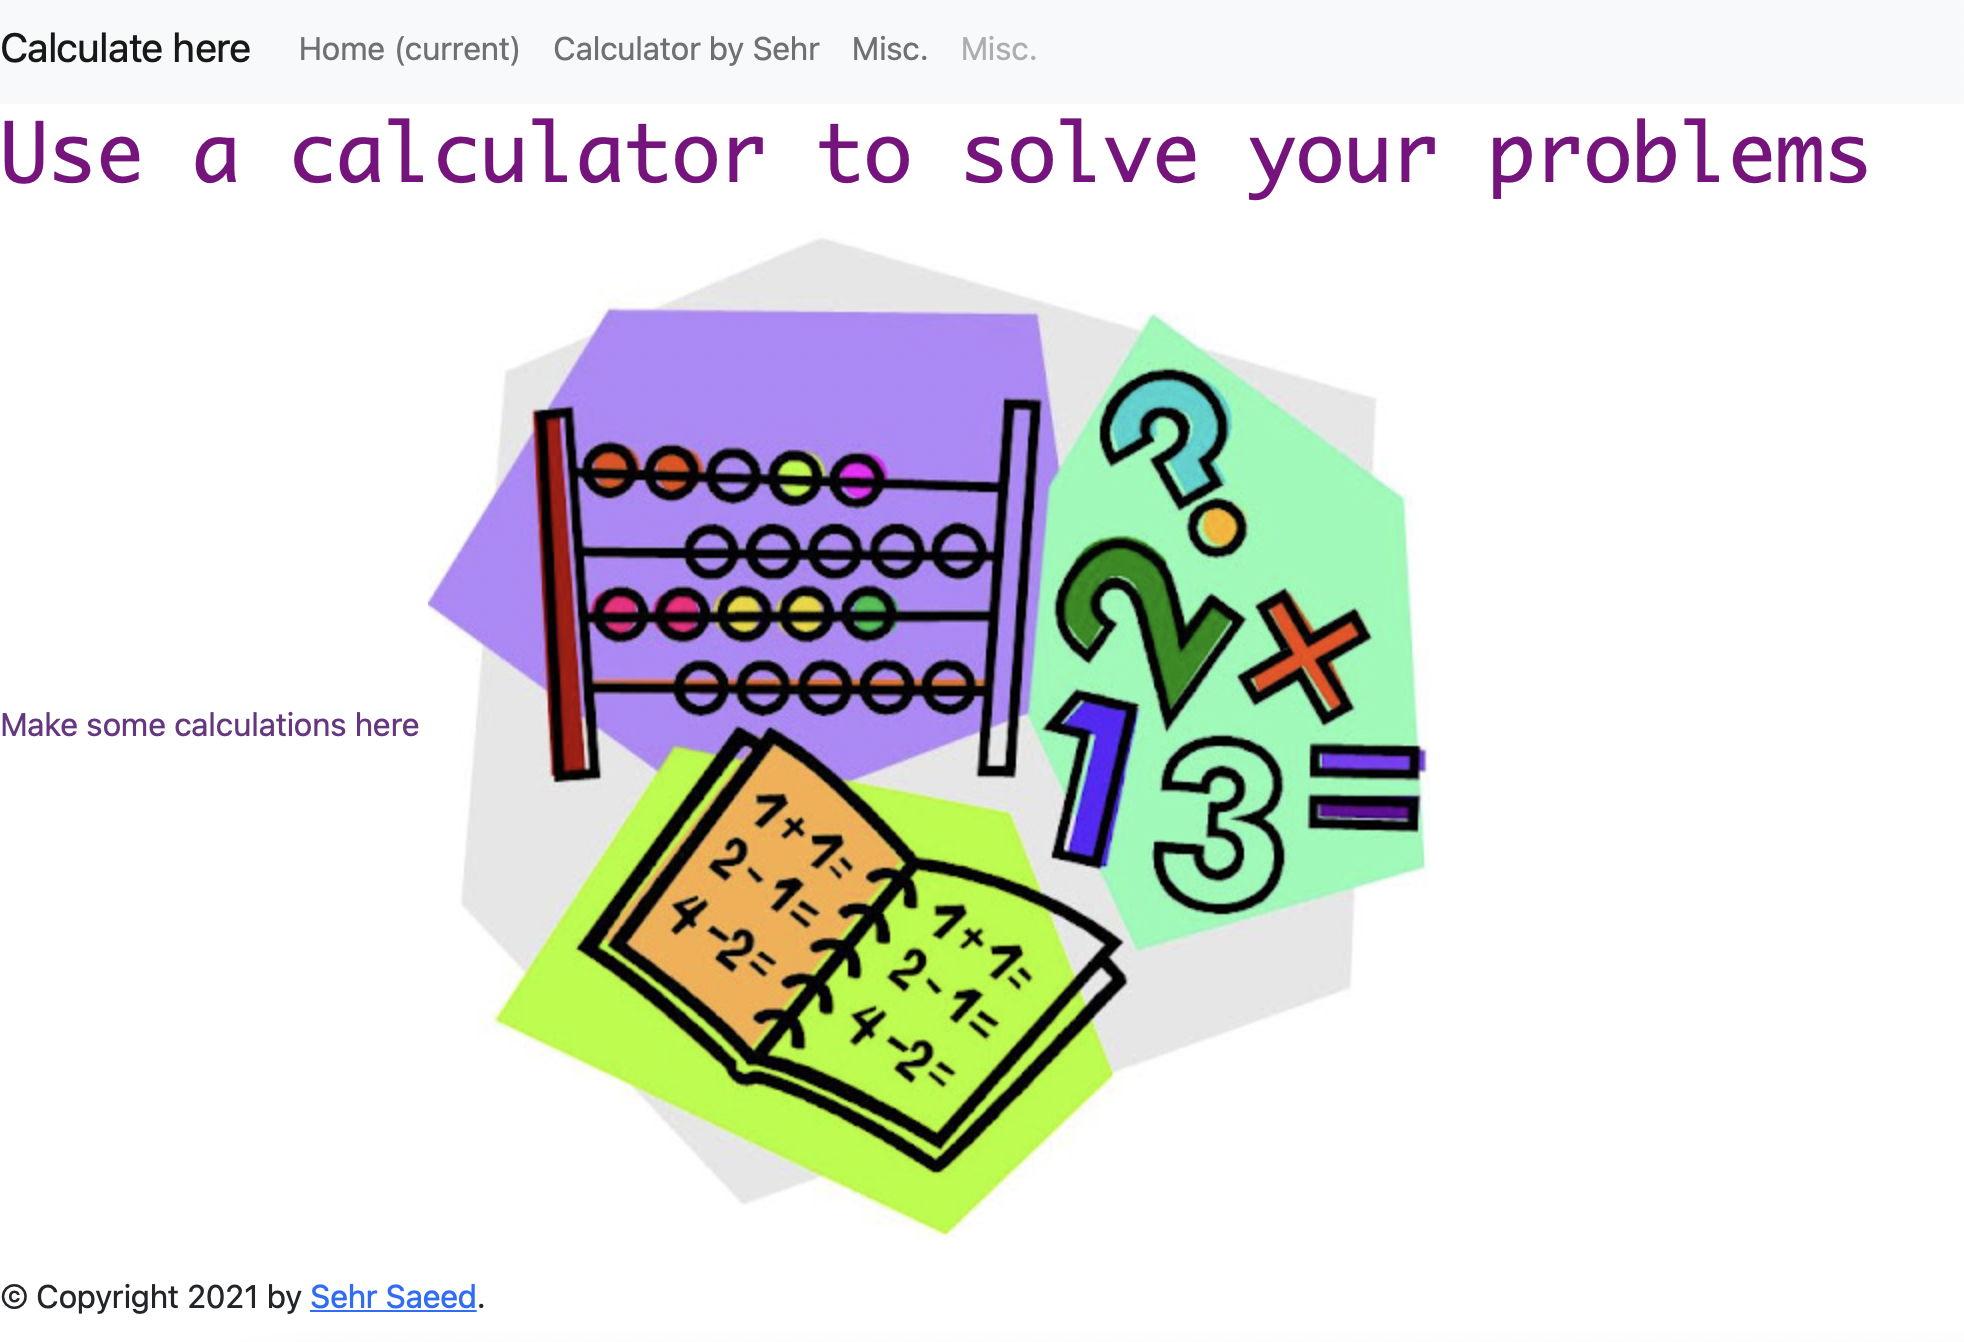 Calculate here Home (current) Calculator by Sehr Misc. Misc.
Use a calculator to solve your problems
?
2 ×
1 3 =
Make some calculations here
1+1=
2-1=
4-2=
1+1=
2-1=
4-2=
© Copyright 2021 by Sehr Saeed.